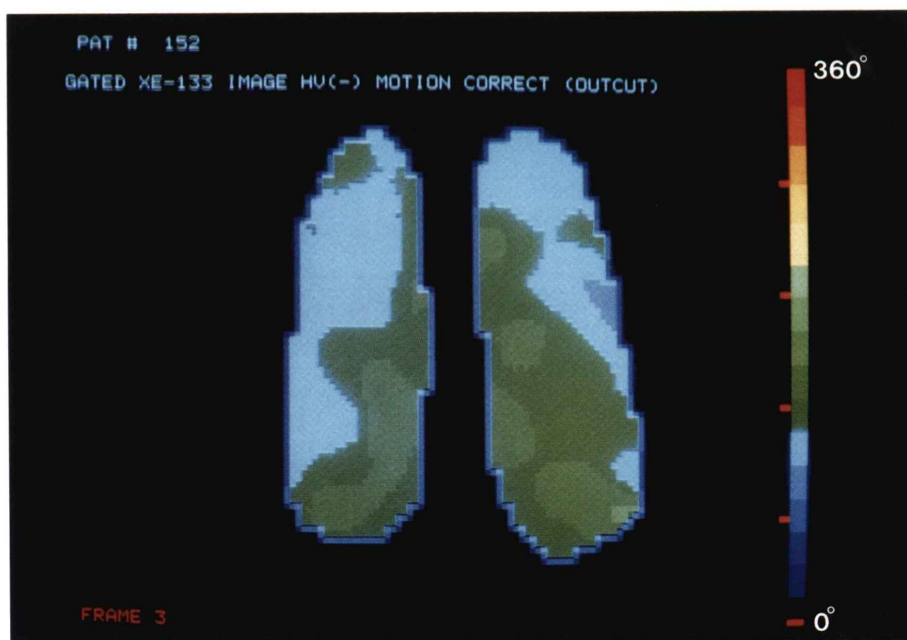 PAT # 152
GATED XE-133 IMAGE HV(-) MOTION CORRECT (OUTCUT)
360°
FRAME 3
0°